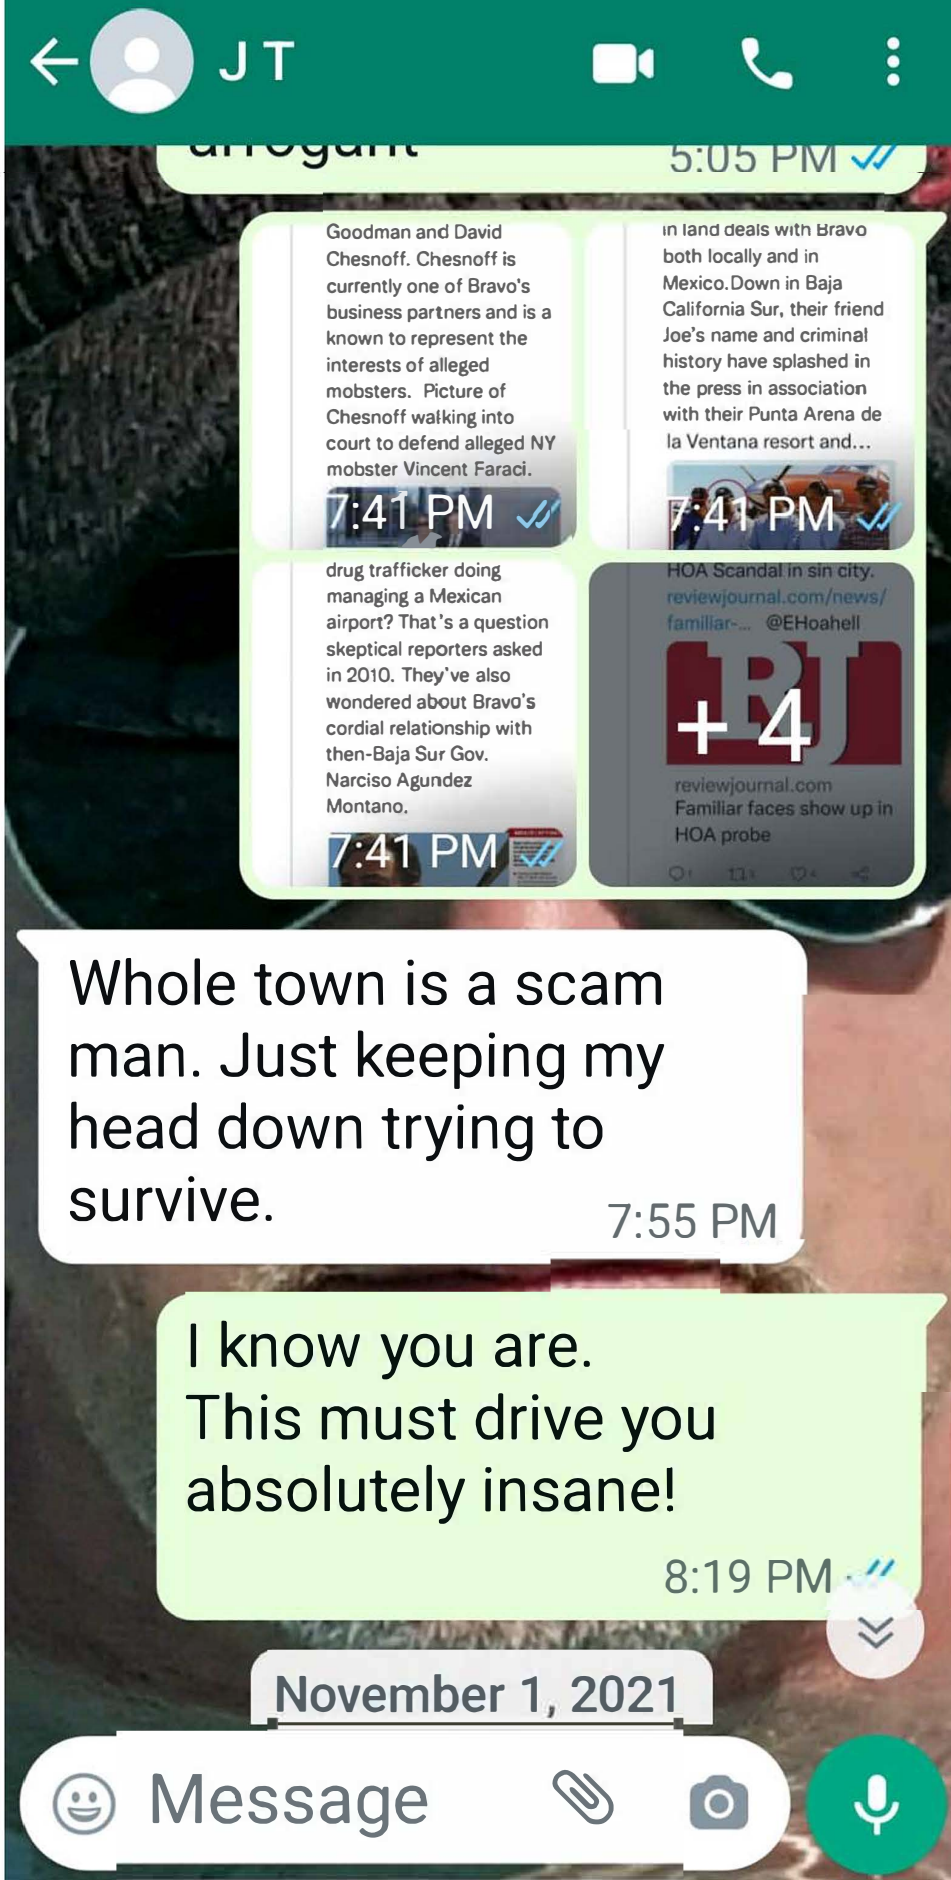 J T
arrogant
5:05 PM
Goodman and David
Chesnoff. Chesnoff is
currently one of Bravo's
business partners and is a
known to represent the
interests of alleged
mobsters. Picture of
Chesnoff walking into
court to defend alleged NY
mobster Vincent Faraci.
7:41 PM
in land deals with Bravo
both locally and in
Mexico.Down in Baja
California Sur, their friend
Joe's name and criminal
history have splashed in
the press in association
with their Punta Arena de
la Ventana resort and...
7:41 PM
drug trafficker doing
managing a Mexican
airport? That's a question
skeptical reporters asked
in 2010. They've also
wondered about Bravo's
cordial relationship with
then-Baja Sur Gov.
Narciso Agundez
Montano.
7:41 PM
HOA Scandal in sin city.
reviewjournal.com/news/
familiar-... @EHoahell
RJ
+ 4
reviewjournal.com
Familiar faces show up in
HOA probe
Whole town is a scam
man. Just keeping my
head down trying to
survive.
7:55 PM
I know you are.
This must drive you
absolutely insane!
8:19 PM
November 1, 2021
Message